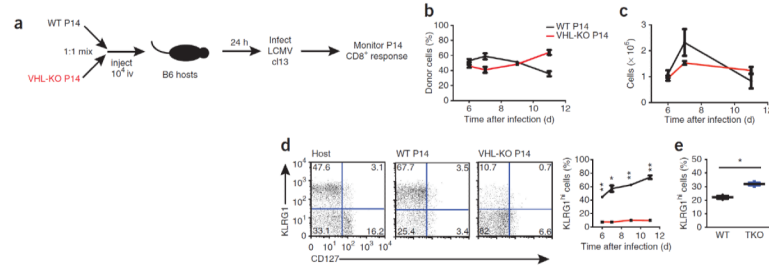 a
WT P14
1:1 mix
VHL-KO P14
inject
10⁴ iv
B6 hosts
24 h
Infect
LCMV
cl13
Monitor P14
CD8⁺ response
b
Donor cells (%)
100
80
60
40
20
0
WT P14
VHL-KO P14
6 8 10 12
Time after infection (d)
c
Cells (× 10⁶)
3
2
1
0
6 8 10 12
Time after infection (d)
d
Host WT P14 VHL-KO P14
KLRG1
10⁴
10³
10²
10¹
0
47.6 3.1
33.1 16.2
67.7 3.5
25.4 3.4
10.7 0.7
82 6.6
0 10¹ 10² 10³ 10⁴
CD127
KLRG1ʰⁱ cells (%)
100
80
60
40
20
0
** * ** **
6 8 10 12
Time after infection (d)
e
KLRG1ʰⁱ cells (%)
50
40
30
20
10
0
*
WT TKO